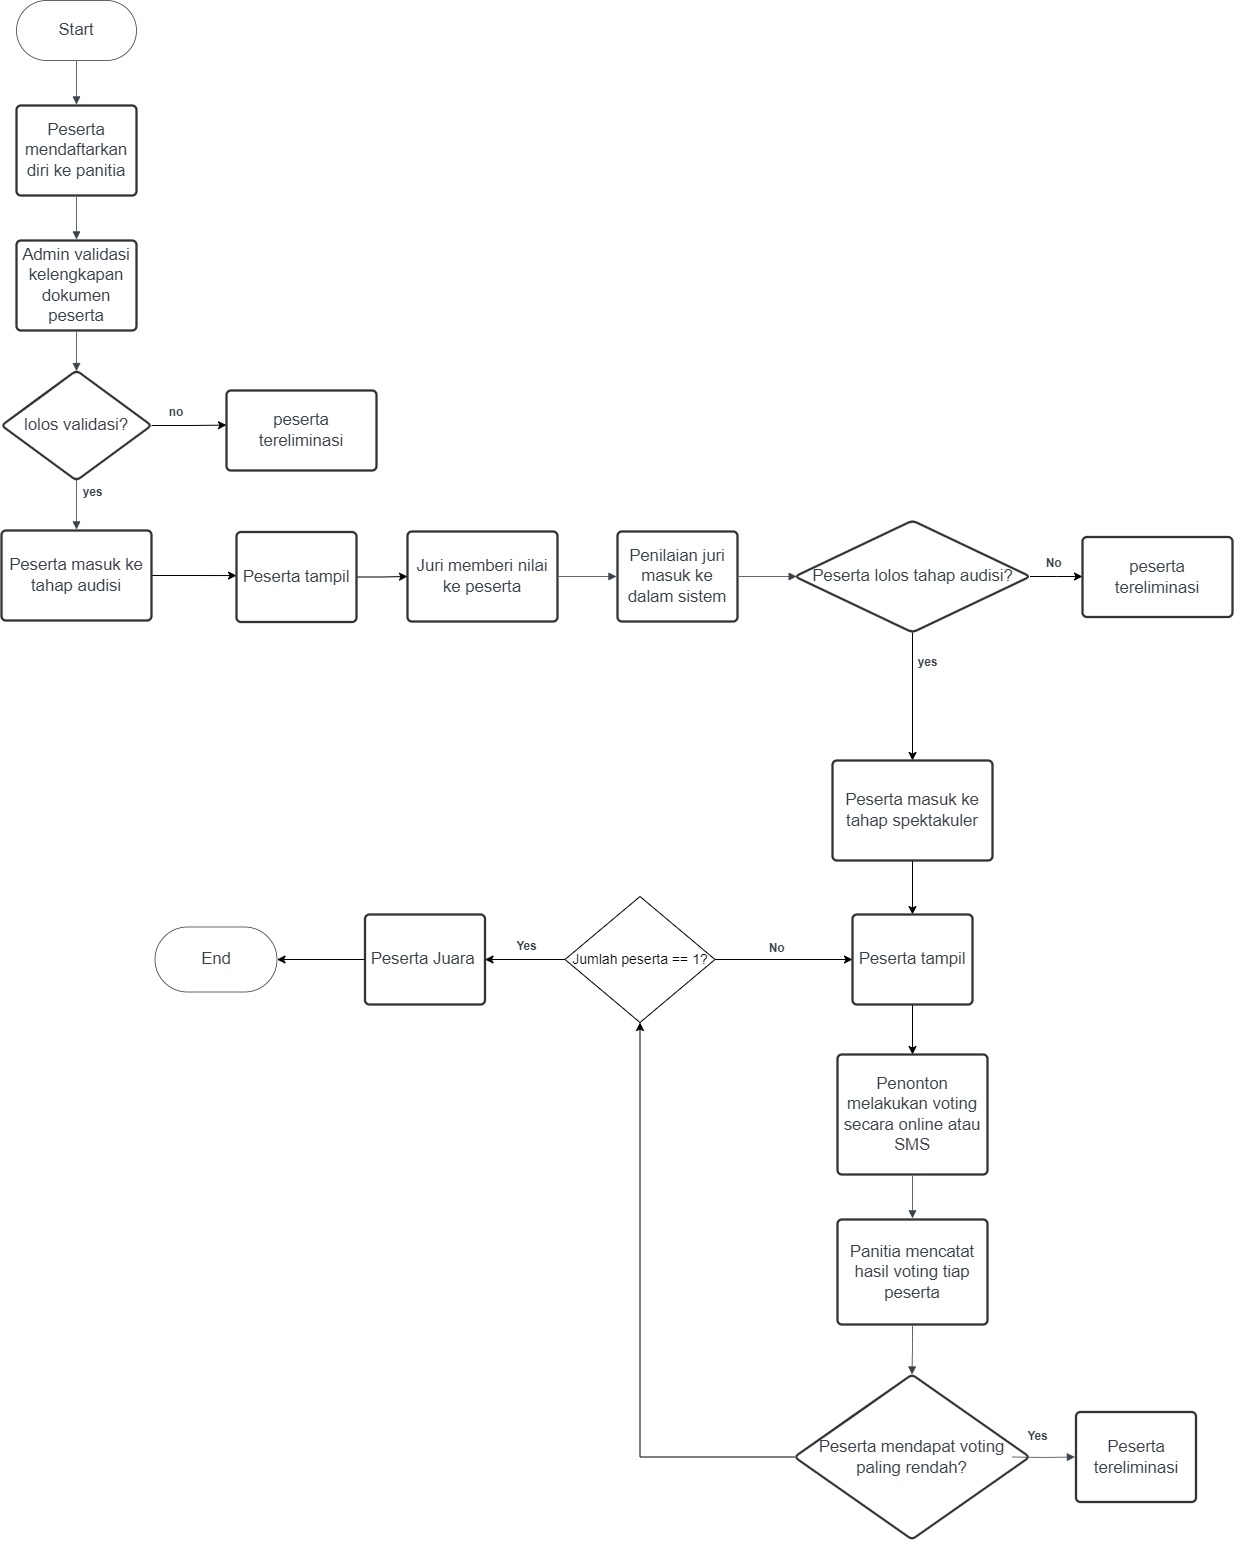 Start
Peserta
mendaftarkan
diri ke panitia
Admin validasi
kelengkapan
dokumen
peserta
lolos validasi?
no
peserta
tereliminasi
yes
Peserta masuk ke
tahap audisi
Peserta tampil
Juri memberi nilai
ke peserta
Penilaian juri
masuk ke
dalam sistem
Peserta lolos tahap audisi?
No
peserta
tereliminasi
yes
Peserta masuk ke
tahap spektakuler
End
Peserta Juara
Yes
Jumlah peserta == 1?
No
Peserta tampil
Penonton
melakukan voting
secara online atau
SMS
Panitia mencatat
hasil voting tiap
peserta
Peserta mendapat voting
paling rendah?
Yes
Peserta
tereliminasi